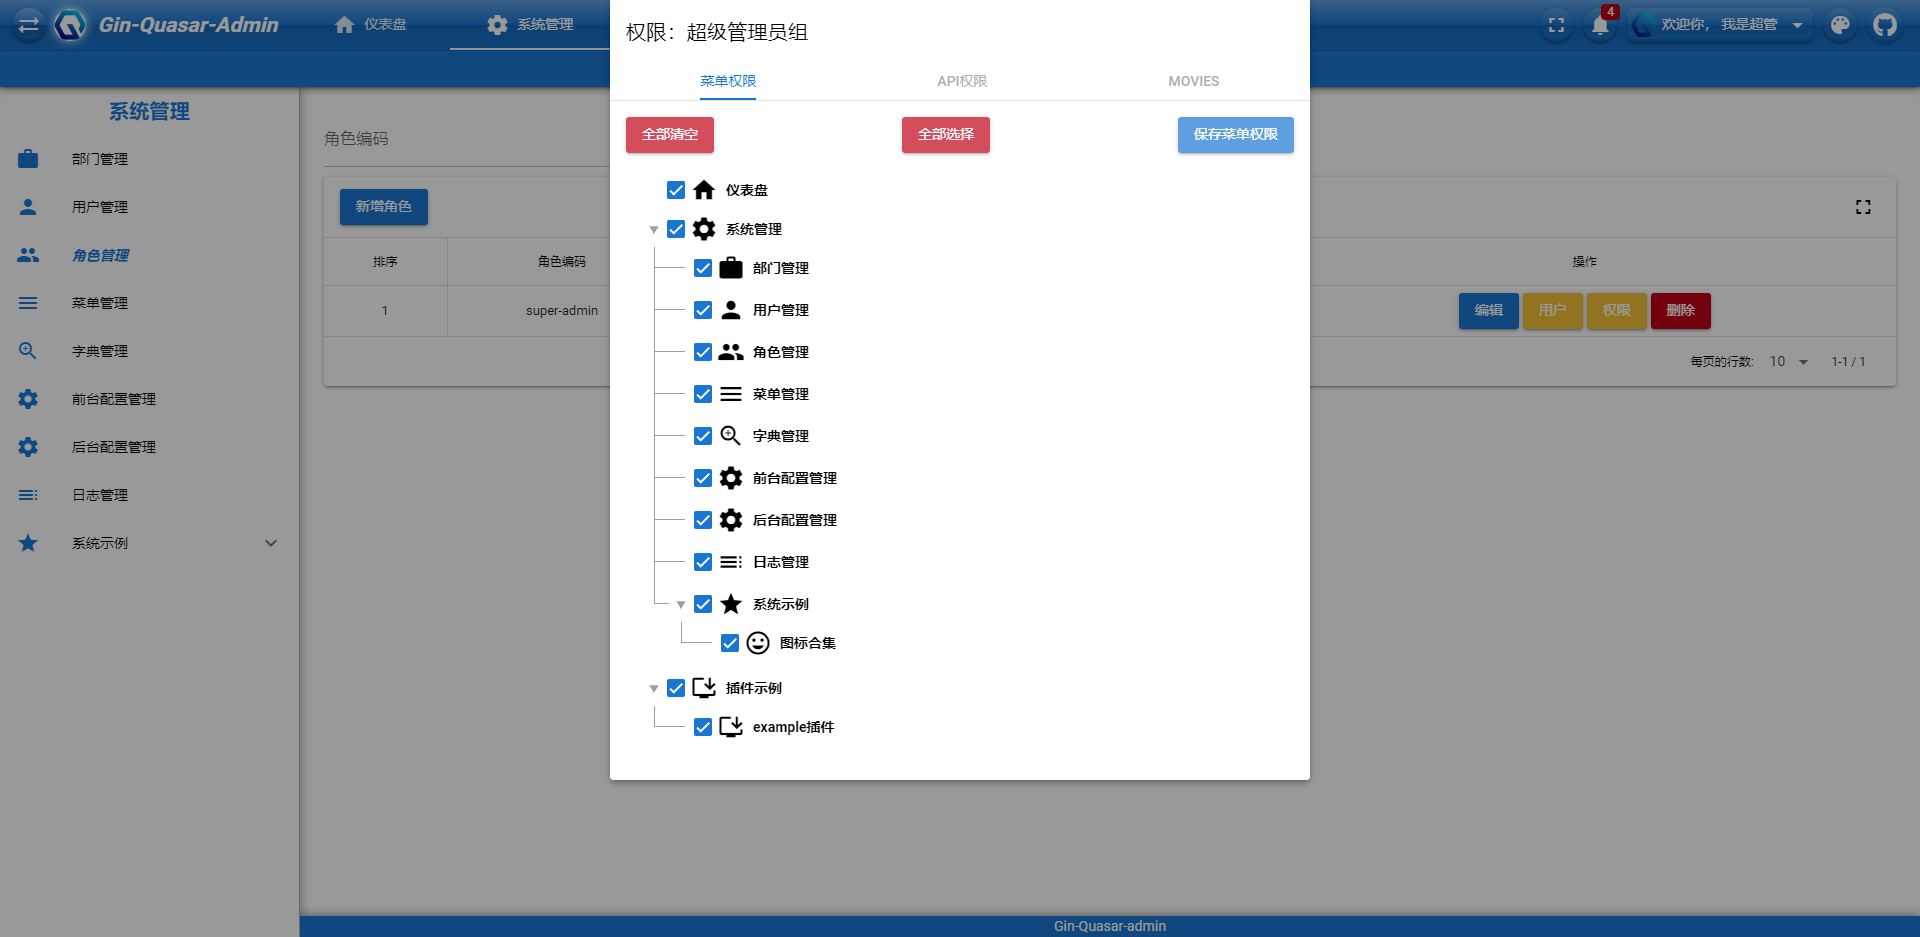 Gin-Quasar-Admin
仪表盘
系统管理
4
欢迎你， 我是超管
系统管理
部门管理
用户管理
角色管理
菜单管理
字典管理
前台配置管理
后台配置管理
日志管理
系统示例
角色编码
新增角色
排序
角色编码
操作
1
super-admin
编辑
用户
权限
删除
每页的行数:
10
1-1 / 1
权限：超级管理员组
菜单权限
API权限
MOVIES
全部清空
全部选择
保存菜单权限
仪表盘
系统管理
部门管理
用户管理
角色管理
菜单管理
字典管理
前台配置管理
后台配置管理
日志管理
系统示例
图标合集
插件示例
example插件
Gin-Quasar-admin